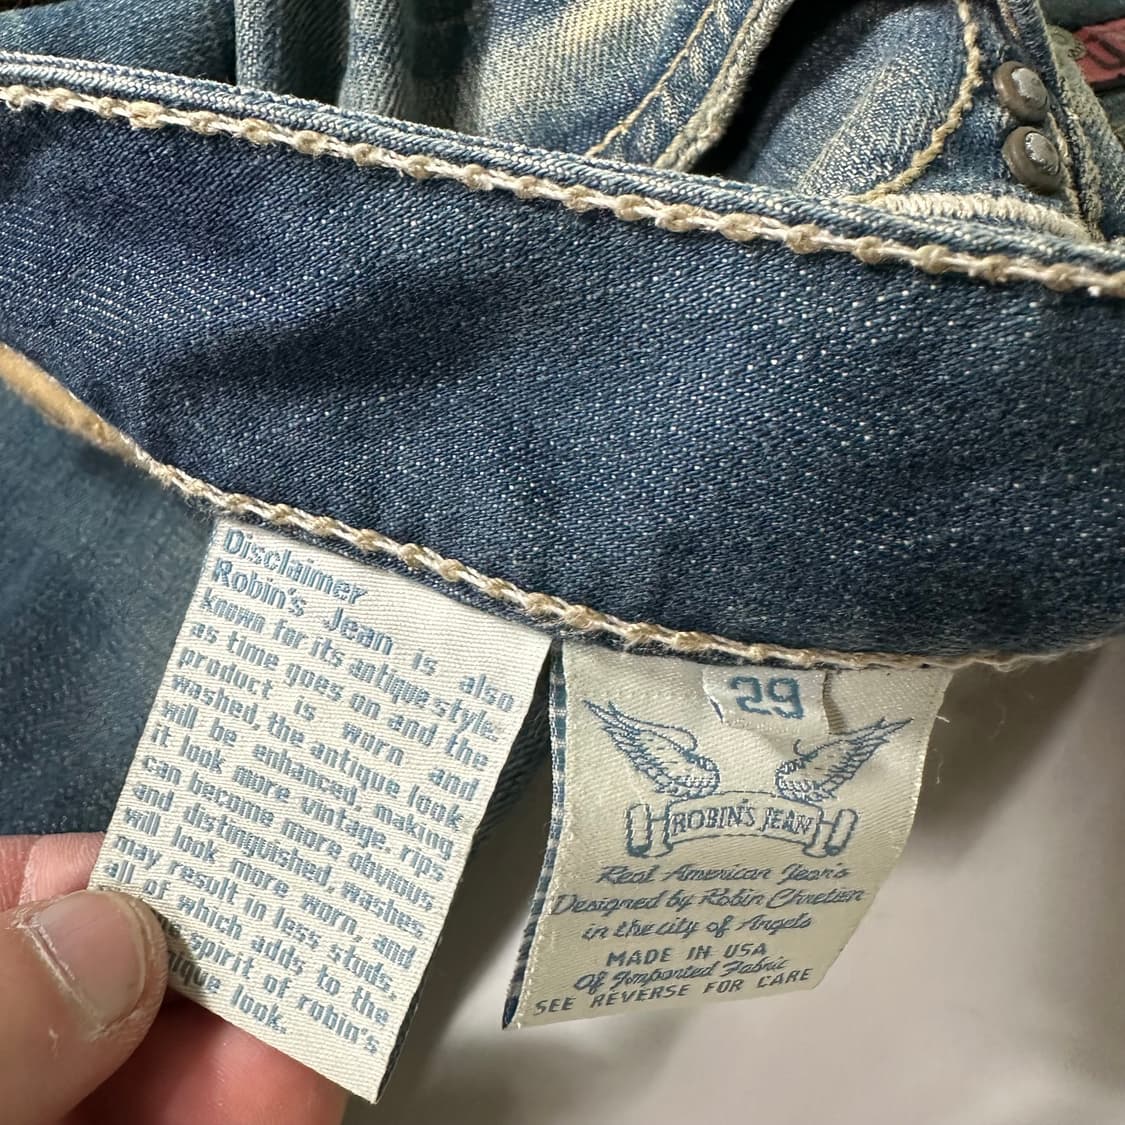 Disclaimer
Robin's Jean is also
known for its antique style:
as time goes on and the
product is worn and
washed, the antique look
will be enhanced, making
it look more vintage. rips
can become more obvious
and distinguished, washes
will look more worn, and
may result in less studs.
all of which adds to the
spirit of robin's
look.
29
ROBIN'S JEAN
Real American Jean's
Designed by Robin Chretien
in the city of Angels
MADE IN USA
Of Imported Fabric
SEE REVERSE FOR CARE